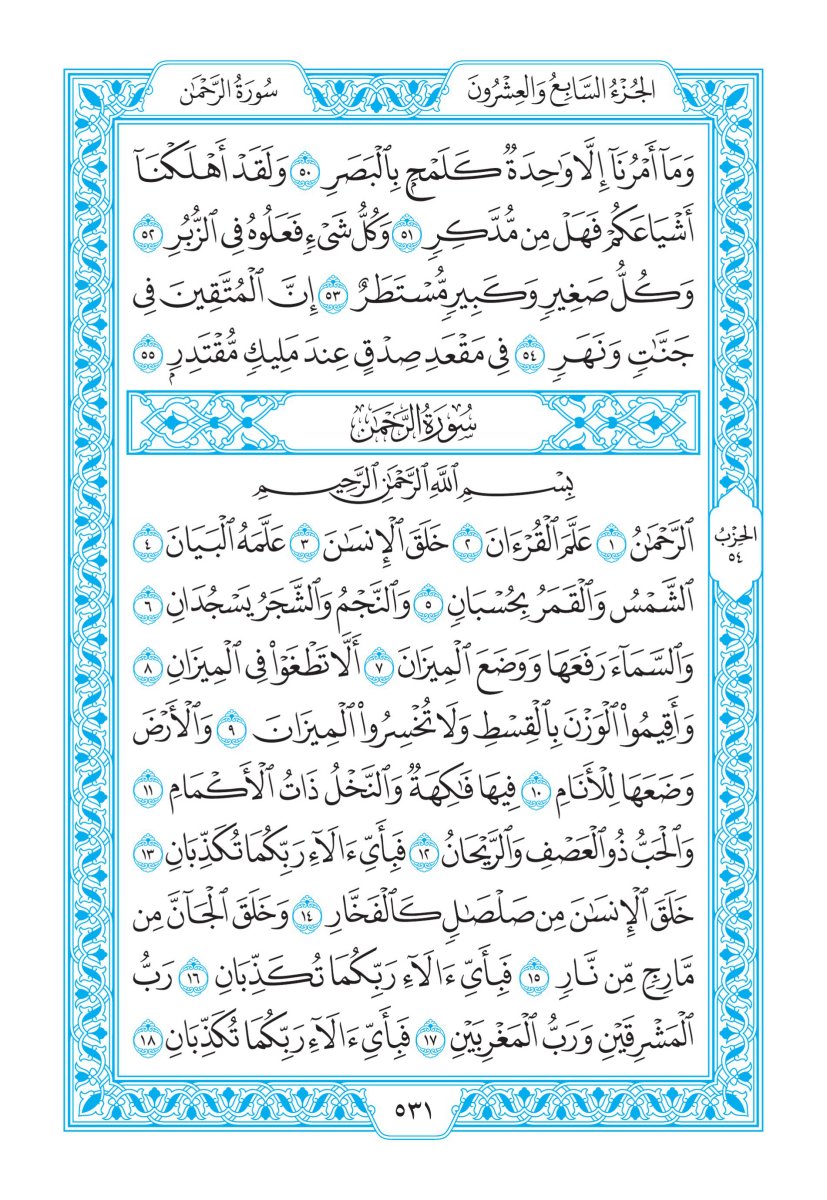 الجُزْءُ السَّابِعُ وَالعِشْرُونَ
سُورَةُ الرَّحْمَٰن
وَمَآ أَمْرُنَآ إِلَّا وَٰحِدَةٌ كَلَمْحٍۭ بِٱلْبَصَرِ ٥٠ وَلَقَدْ أَهْلَكْنَآ
أَشْيَاعَكُمْ فَهَلْ مِن مُّدَّكِرٍ ٥١ وَكُلُّ شَىْءٍ فَعَلُوهُ فِى ٱلزُّبُرِ ٥٢
وَكُلُّ صَغِيرٍ وَكَبِيرٍ مُّسْتَطَرٌ ٥٣ إِنَّ ٱلْمُتَّقِينَ فِى
جَنَّٰتٍ وَنَهَرٍ ٥٤ فِى مَقْعَدِ صِدْقٍ عِندَ مَلِيكٍ مُّقْتَدِرٍۭ ٥٥
سُورَةُ الرَّحْمَٰن
بِسْمِ ٱللَّهِ ٱلرَّحْمَٰنِ ٱلرَّحِيمِ
ٱلرَّحْمَٰنُ ١ عَلَّمَ ٱلْقُرْءَانَ ٢ خَلَقَ ٱلْإِنسَٰنَ ٣ عَلَّمَهُ ٱلْبَيَانَ ٤
ٱلشَّمْسُ وَٱلْقَمَرُ بِحُسْبَانٍ ٥ وَٱلنَّجْمُ وَٱلشَّجَرُ يَسْجُدَانِ ٦
وَٱلسَّمَآءَ رَفَعَهَا وَوَضَعَ ٱلْمِيزَانَ ٧ أَلَّا تَطْغَوْا۟ فِى ٱلْمِيزَانِ ٨
وَأَقِيمُوا۟ ٱلْوَزْنَ بِٱلْقِسْطِ وَلَا تُخْسِرُوا۟ ٱلْمِيزَانَ ٩ وَٱلْأَرْضَ
وَضَعَهَا لِلْأَنَامِ ١٠ فِيهَا فَٰكِهَةٌ وَٱلنَّخْلُ ذَاتُ ٱلْأَكْمَامِ ١١
وَٱلْحَبُّ ذُو ٱلْعَصْفِ وَٱلرَّيْحَانُ ١٢ فَبِأَىِّ ءَالَآءِ رَبِّكُمَا تُكَذِّبَانِ ١٣
خَلَقَ ٱلْإِنسَٰنَ مِن صَلْصَٰلٍ كَٱلْفَخَّارِ ١٤ وَخَلَقَ ٱلْجَآنَّ مِن
مَّارِجٍ مِّن نَّارٍ ١٥ فَبِأَىِّ ءَالَآءِ رَبِّكُمَا تُكَذِّبَانِ ١٦ رَبُّ
ٱلْمَشْرِقَيْنِ وَرَبُّ ٱلْمَغْرِبَيْنِ ١٧ فَبِأَىِّ ءَالَآءِ رَبِّكُمَا تُكَذِّبَانِ ١٨
الحِزْبُ
٥٤
٥٣١